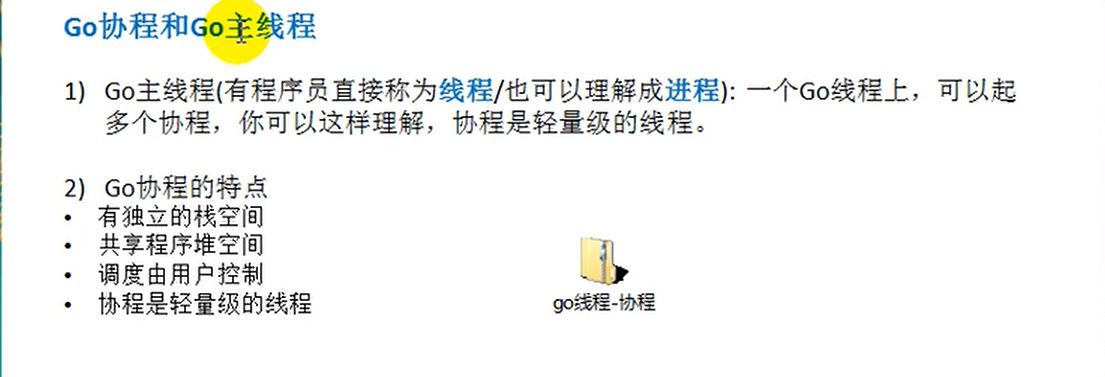 Go协程和Go主线程
1) Go主线程(有程序员直接称为线程/也可以理解成进程): 一个Go线程上，可以起
多个协程，你可以这样理解，协程是轻量级的线程。
2) Go协程的特点
• 有独立的栈空间
• 共享程序堆空间
• 调度由用户控制
• 协程是轻量级的线程
go线程-协程